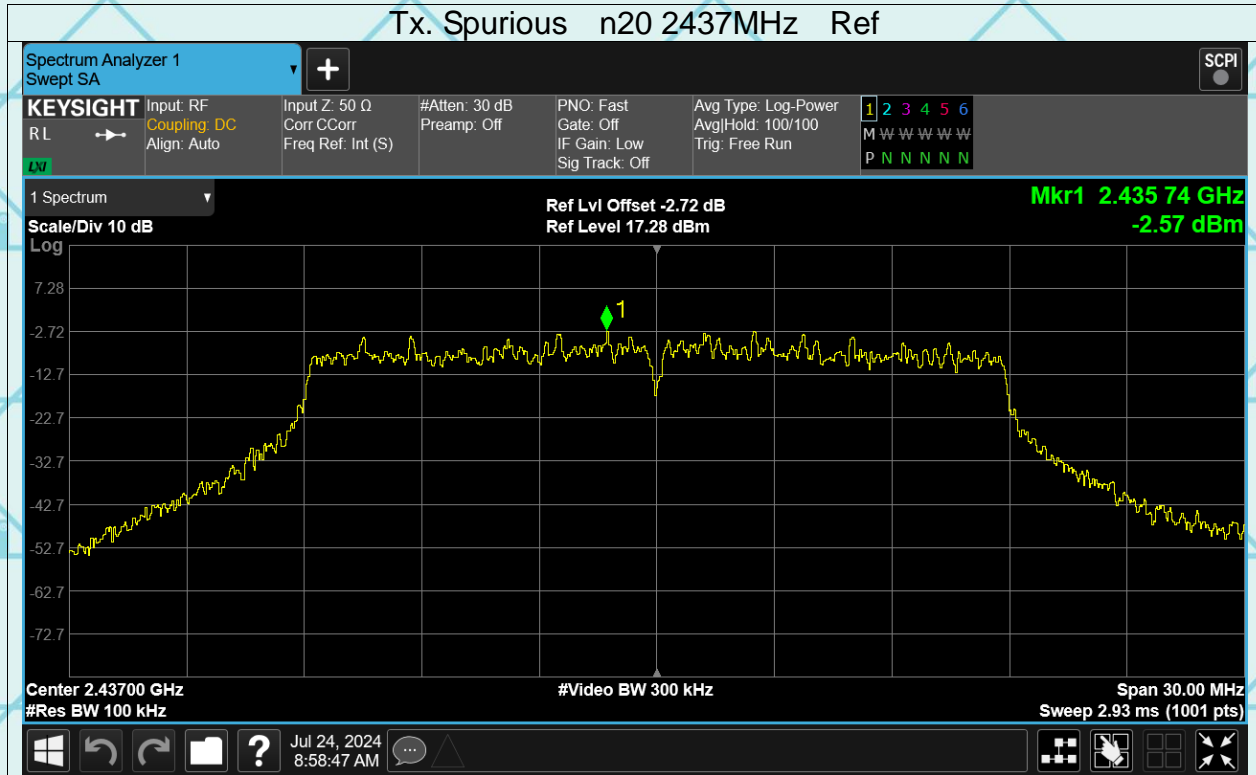 Tx. Spurious n20 2437MHz Ref
Spectrum Analyzer 1
Swept SA
+
SCPI
KEYSIGHT
R L
LXI
Input: RF
Coupling: DC
Align: Auto
Input Z: 50 Ω
Corr CCorr
Freq Ref: Int (S)
#Atten: 30 dB
Preamp: Off
PNO: Fast
Gate: Off
IF Gain: Low
Sig Track: Off
Avg Type: Log-Power
Avg|Hold: 100/100
Trig: Free Run
1 2 3 4 5 6
M W W W W W
P N N N N N
1 Spectrum
Scale/Div 10 dB
Log
Ref Lvl Offset -2.72 dB
Ref Level 17.28 dBm
Mkr1 2.435 74 GHz
-2.57 dBm
1
7.28
-2.72
-12.7
-22.7
-32.7
-42.7
-52.7
-62.7
-72.7
Center 2.43700 GHz
#Res BW 100 kHz
#Video BW 300 kHz
Span 30.00 MHz
Sweep 2.93 ms (1001 pts)
?
Jul 24, 2024
8:58:47 AM